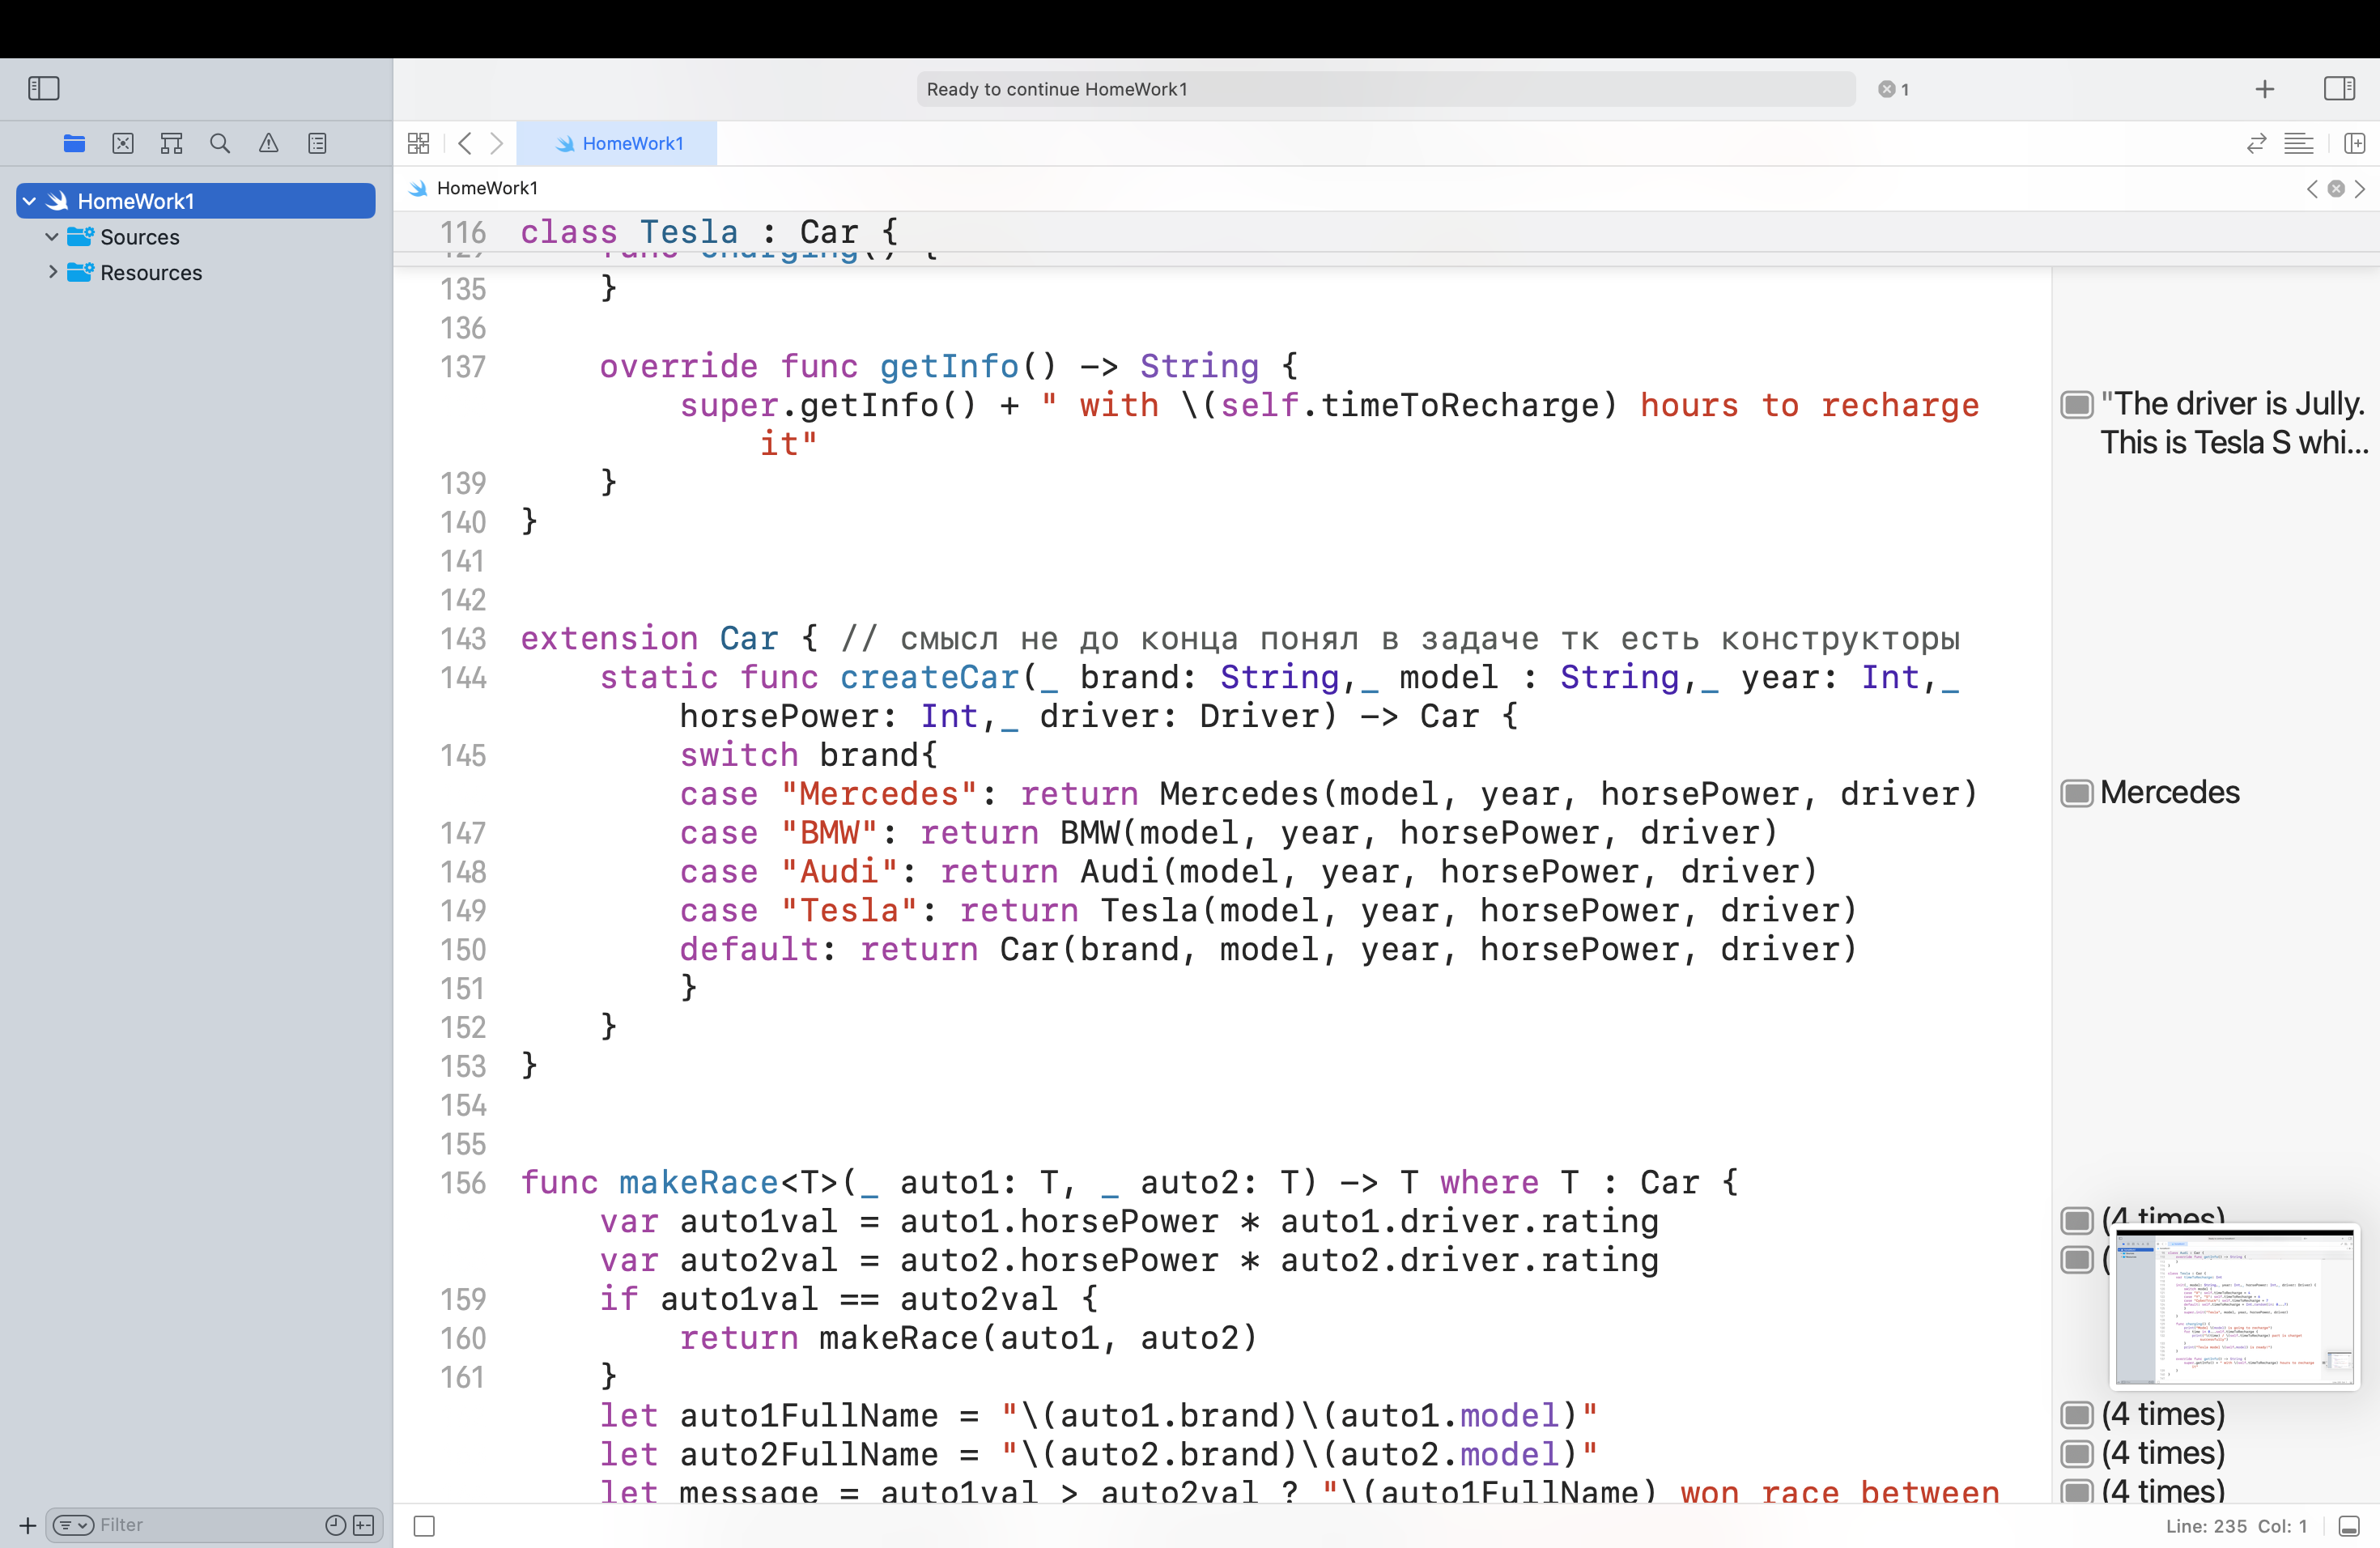 Ready to continue HomeWork1
1
HomeWork1
HomeWork1
HomeWork1
Sources
Resources
116 class Tesla : Car {
135 }
136
137 override func getInfo() -> String {
super.getInfo() + " with \(self.timeToRecharge) hours to recharge
it"
"The driver is Jully.
This is Tesla S whi...
139 }
140 }
141
142
143 extension Car { // смысл не до конца понял в задаче тк есть конструкторы
144 static func createCar(_ brand: String,_ model : String,_ year: Int,_
horsePower: Int,_ driver: Driver) -> Car {
145 switch brand{
case "Mercedes": return Mercedes(model, year, horsePower, driver)
Mercedes
147 case "BMW": return BMW(model, year, horsePower, driver)
148 case "Audi": return Audi(model, year, horsePower, driver)
149 case "Tesla": return Tesla(model, year, horsePower, driver)
150 default: return Car(brand, model, year, horsePower, driver)
151 }
152 }
153 }
154
155
156 func makeRace<T>(_ auto1: T, _ auto2: T) -> T where T : Car {
var auto1val = auto1.horsePower * auto1.driver.rating
(4 times)
var auto2val = auto2.horsePower * auto2.driver.rating
159 if auto1val == auto2val {
160 return makeRace(auto1, auto2)
161 }
let auto1FullName = "\(auto1.brand)\(auto1.model)"
(4 times)
let auto2FullName = "\(auto2.brand)\(auto2.model)"
(4 times)
let message = auto1val > auto2val ? "\(auto1FullName) won race between
(4 times)
Filter
Line: 235 Col: 1